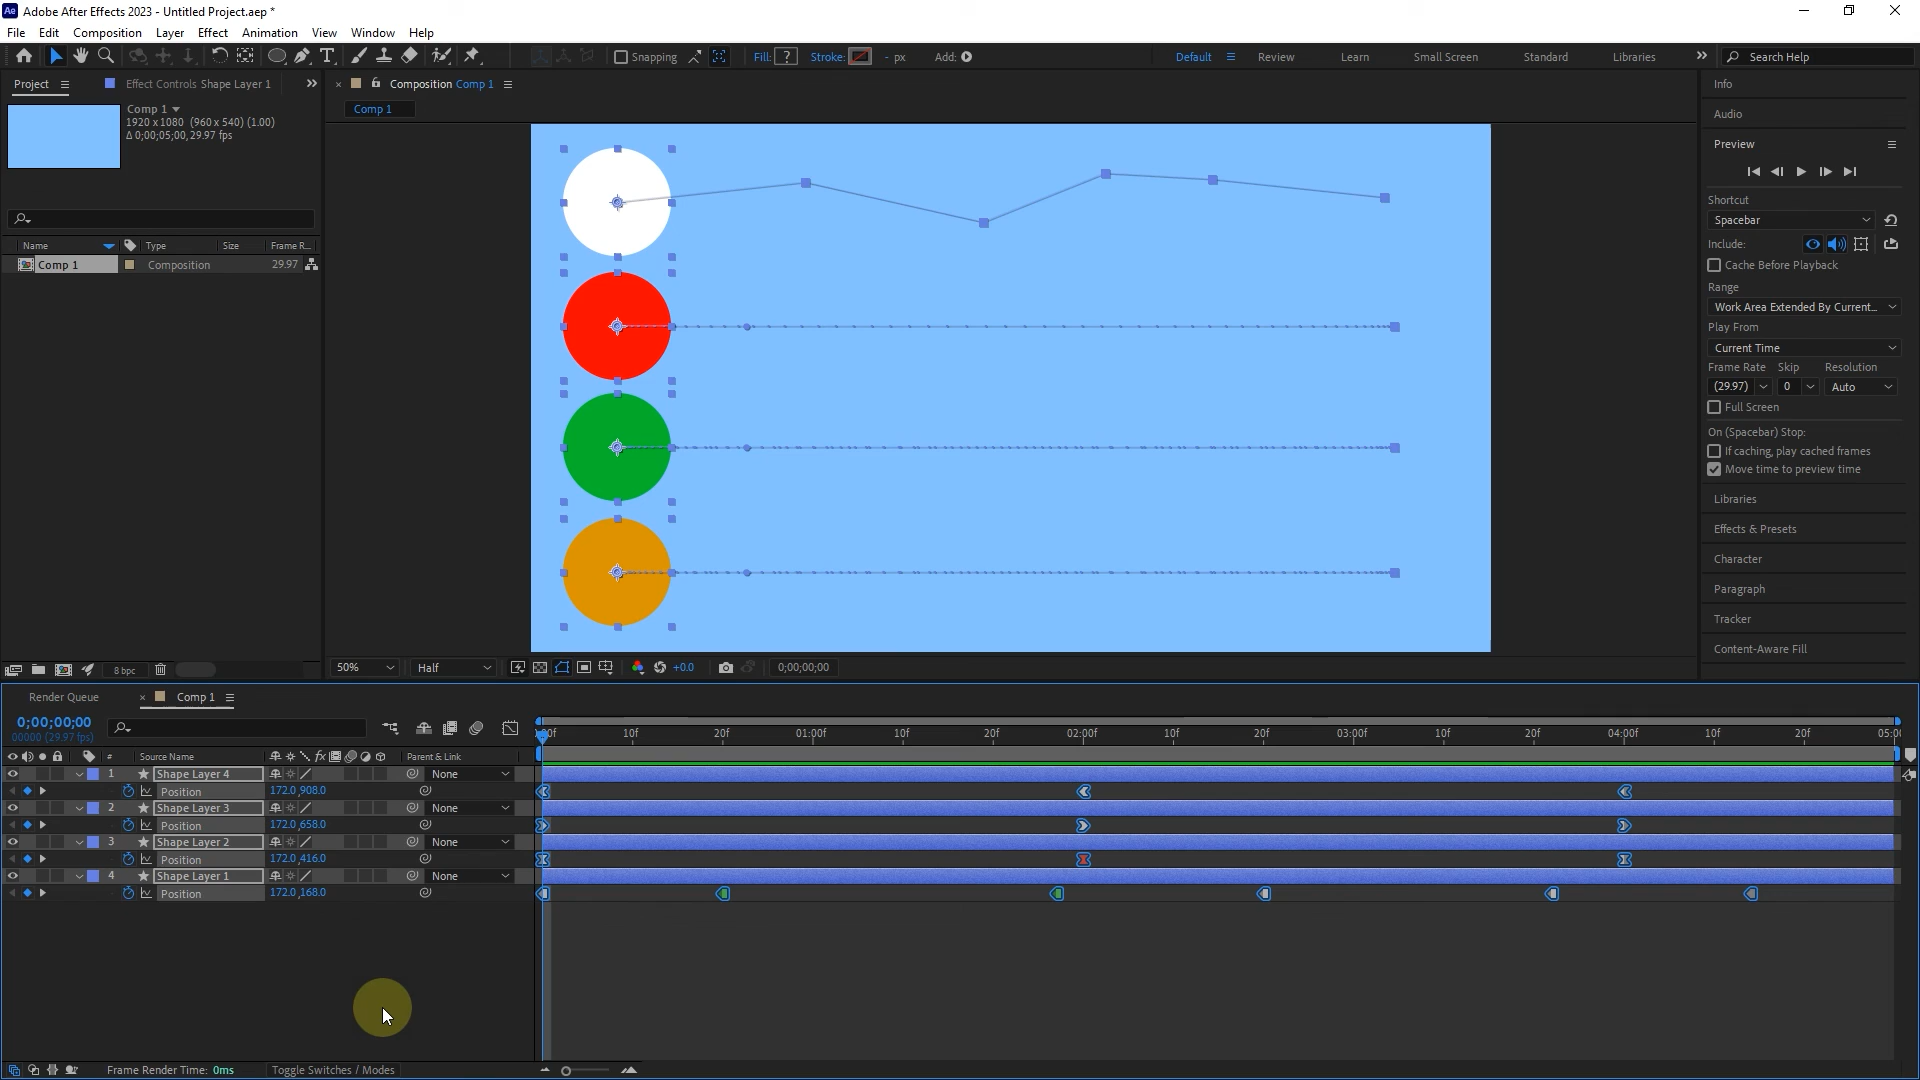 Ae Adobe After Effects 2023 - Untitled Project.aep *
File Edit Composition Layer Effect Animation View Window Help
Snapping Fill: ? Stroke: - px Add: Default Review Learn Small Screen Standard Libraries Search Help
Project Effect Controls Shape Layer 1
Composition Comp 1
Comp 1
1920 x 1080 (960 x 540) (1.00)
Δ 0;00;05;00, 29.97 fps
Comp 1
Name Type Size Frame R...
Comp 1 Composition 29.97
8 bpc
50% Half +0.0 0;00;00;00
Info
Audio
Preview
Shortcut
Spacebar
Include:
Cache Before Playback
Range
Work Area Extended By Current...
Play From
Current Time
Frame Rate Skip Resolution
(29.97) 0 Auto
Full Screen
On (Spacebar) Stop:
If caching, play cached frames
Move time to preview time
Libraries
Effects & Presets
Character
Paragraph
Tracker
Content-Aware Fill
Render Queue Comp 1
0;00;00;00
00000 (29.97 fps)
10f 20f 01:00f 10f 20f 02:00f 10f 20f 03:00f 10f 20f 04:00f 10f 20f
# Source Name fx Parent & Link
1 Shape Layer 4 None
Position 172.0,908.0
2 Shape Layer 3 None
Position 172.0,658.0
3 Shape Layer 2 None
Position 172.0,416.0
4 Shape Layer 1 None
Position 172.0,168.0
Frame Render Time: 0ms Toggle Switches / Modes